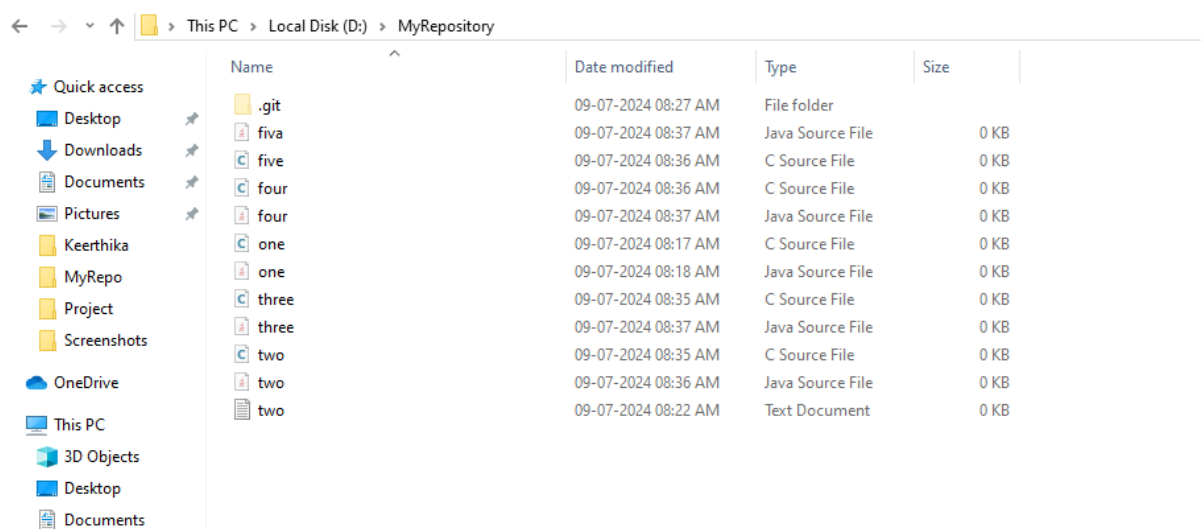 This PC > Local Disk (D:) > MyRepository
Name Date modified Type Size
Quick access
Desktop
Downloads
Documents
Pictures
Keerthika
MyRepo
Project
Screenshots
OneDrive
This PC
3D Objects
Desktop
Documents
.git 09-07-2024 08:27 AM File folder
fiva 09-07-2024 08:37 AM Java Source File 0 KB
five 09-07-2024 08:36 AM C Source File 0 KB
four 09-07-2024 08:36 AM C Source File 0 KB
four 09-07-2024 08:37 AM Java Source File 0 KB
one 09-07-2024 08:17 AM C Source File 0 KB
one 09-07-2024 08:18 AM Java Source File 0 KB
three 09-07-2024 08:35 AM C Source File 0 KB
three 09-07-2024 08:37 AM Java Source File 0 KB
two 09-07-2024 08:35 AM C Source File 0 KB
two 09-07-2024 08:36 AM Java Source File 0 KB
two 09-07-2024 08:22 AM Text Document 0 KB